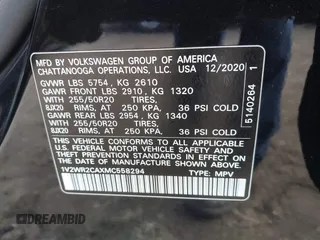 MFD BY VOLKSWAGEN GROUP OF AMERICA
CHATTANOOGA OPERATIONS, LLC. USA 12/2020
GVWR LBS 5754 , KG 2610
GAWR FRONT LBS 2910 , KG 1320
WITH 255/50R20 TIRES,
8JX20 RIMS, AT 250 KPA, 36 PSI COLD
GAWR REAR LBS 2954 , KG 1340
WITH 255/50R20 TIRES,
8JX20 RIMS, AT 250 KPA, 36 PSI COLD
THIS VEHICLE CONFORMS TO ALL APPLICABLE
U.S. FEDERAL MOTOR VEHICLE SAFETY
STANDARDS IN EFFECT ON THE DATE OF
MANUFACTURE SHOWN ABOVE.
1V2WR2CAXMC558294 TYPE: MPV
5140264 1
DREAMBID